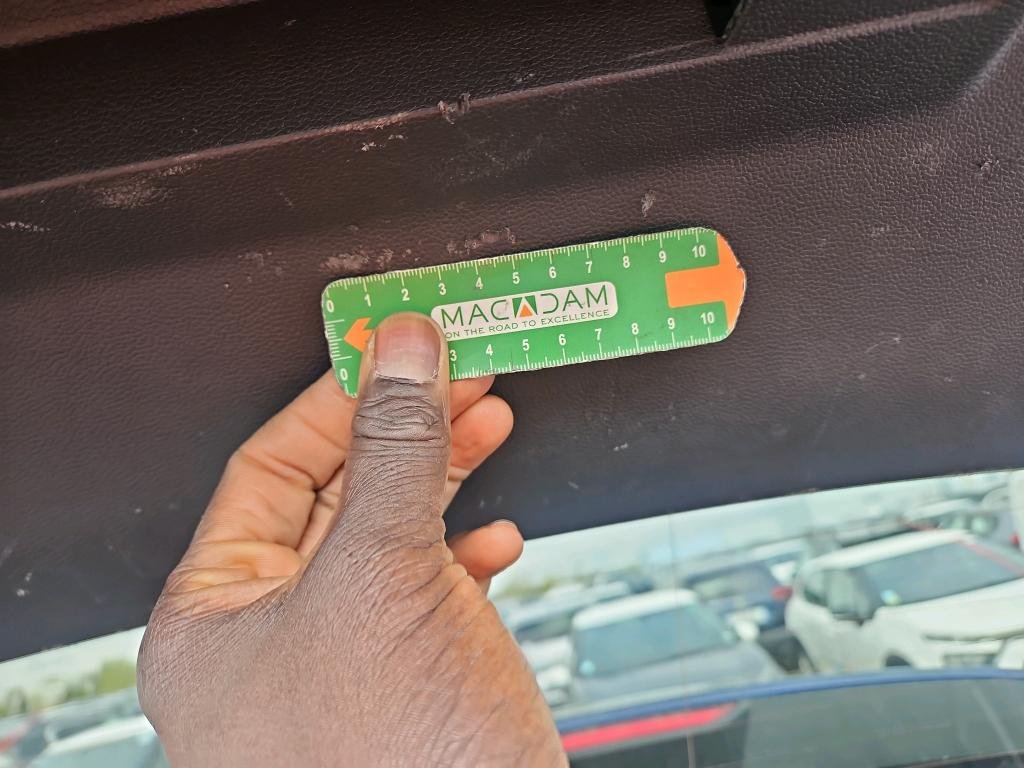 0 1 2 3 4 5 6 7 8 9 10
MACADAM
ON THE ROAD TO EXCELLENCE
0 3 4 5 6 7 8 9 10